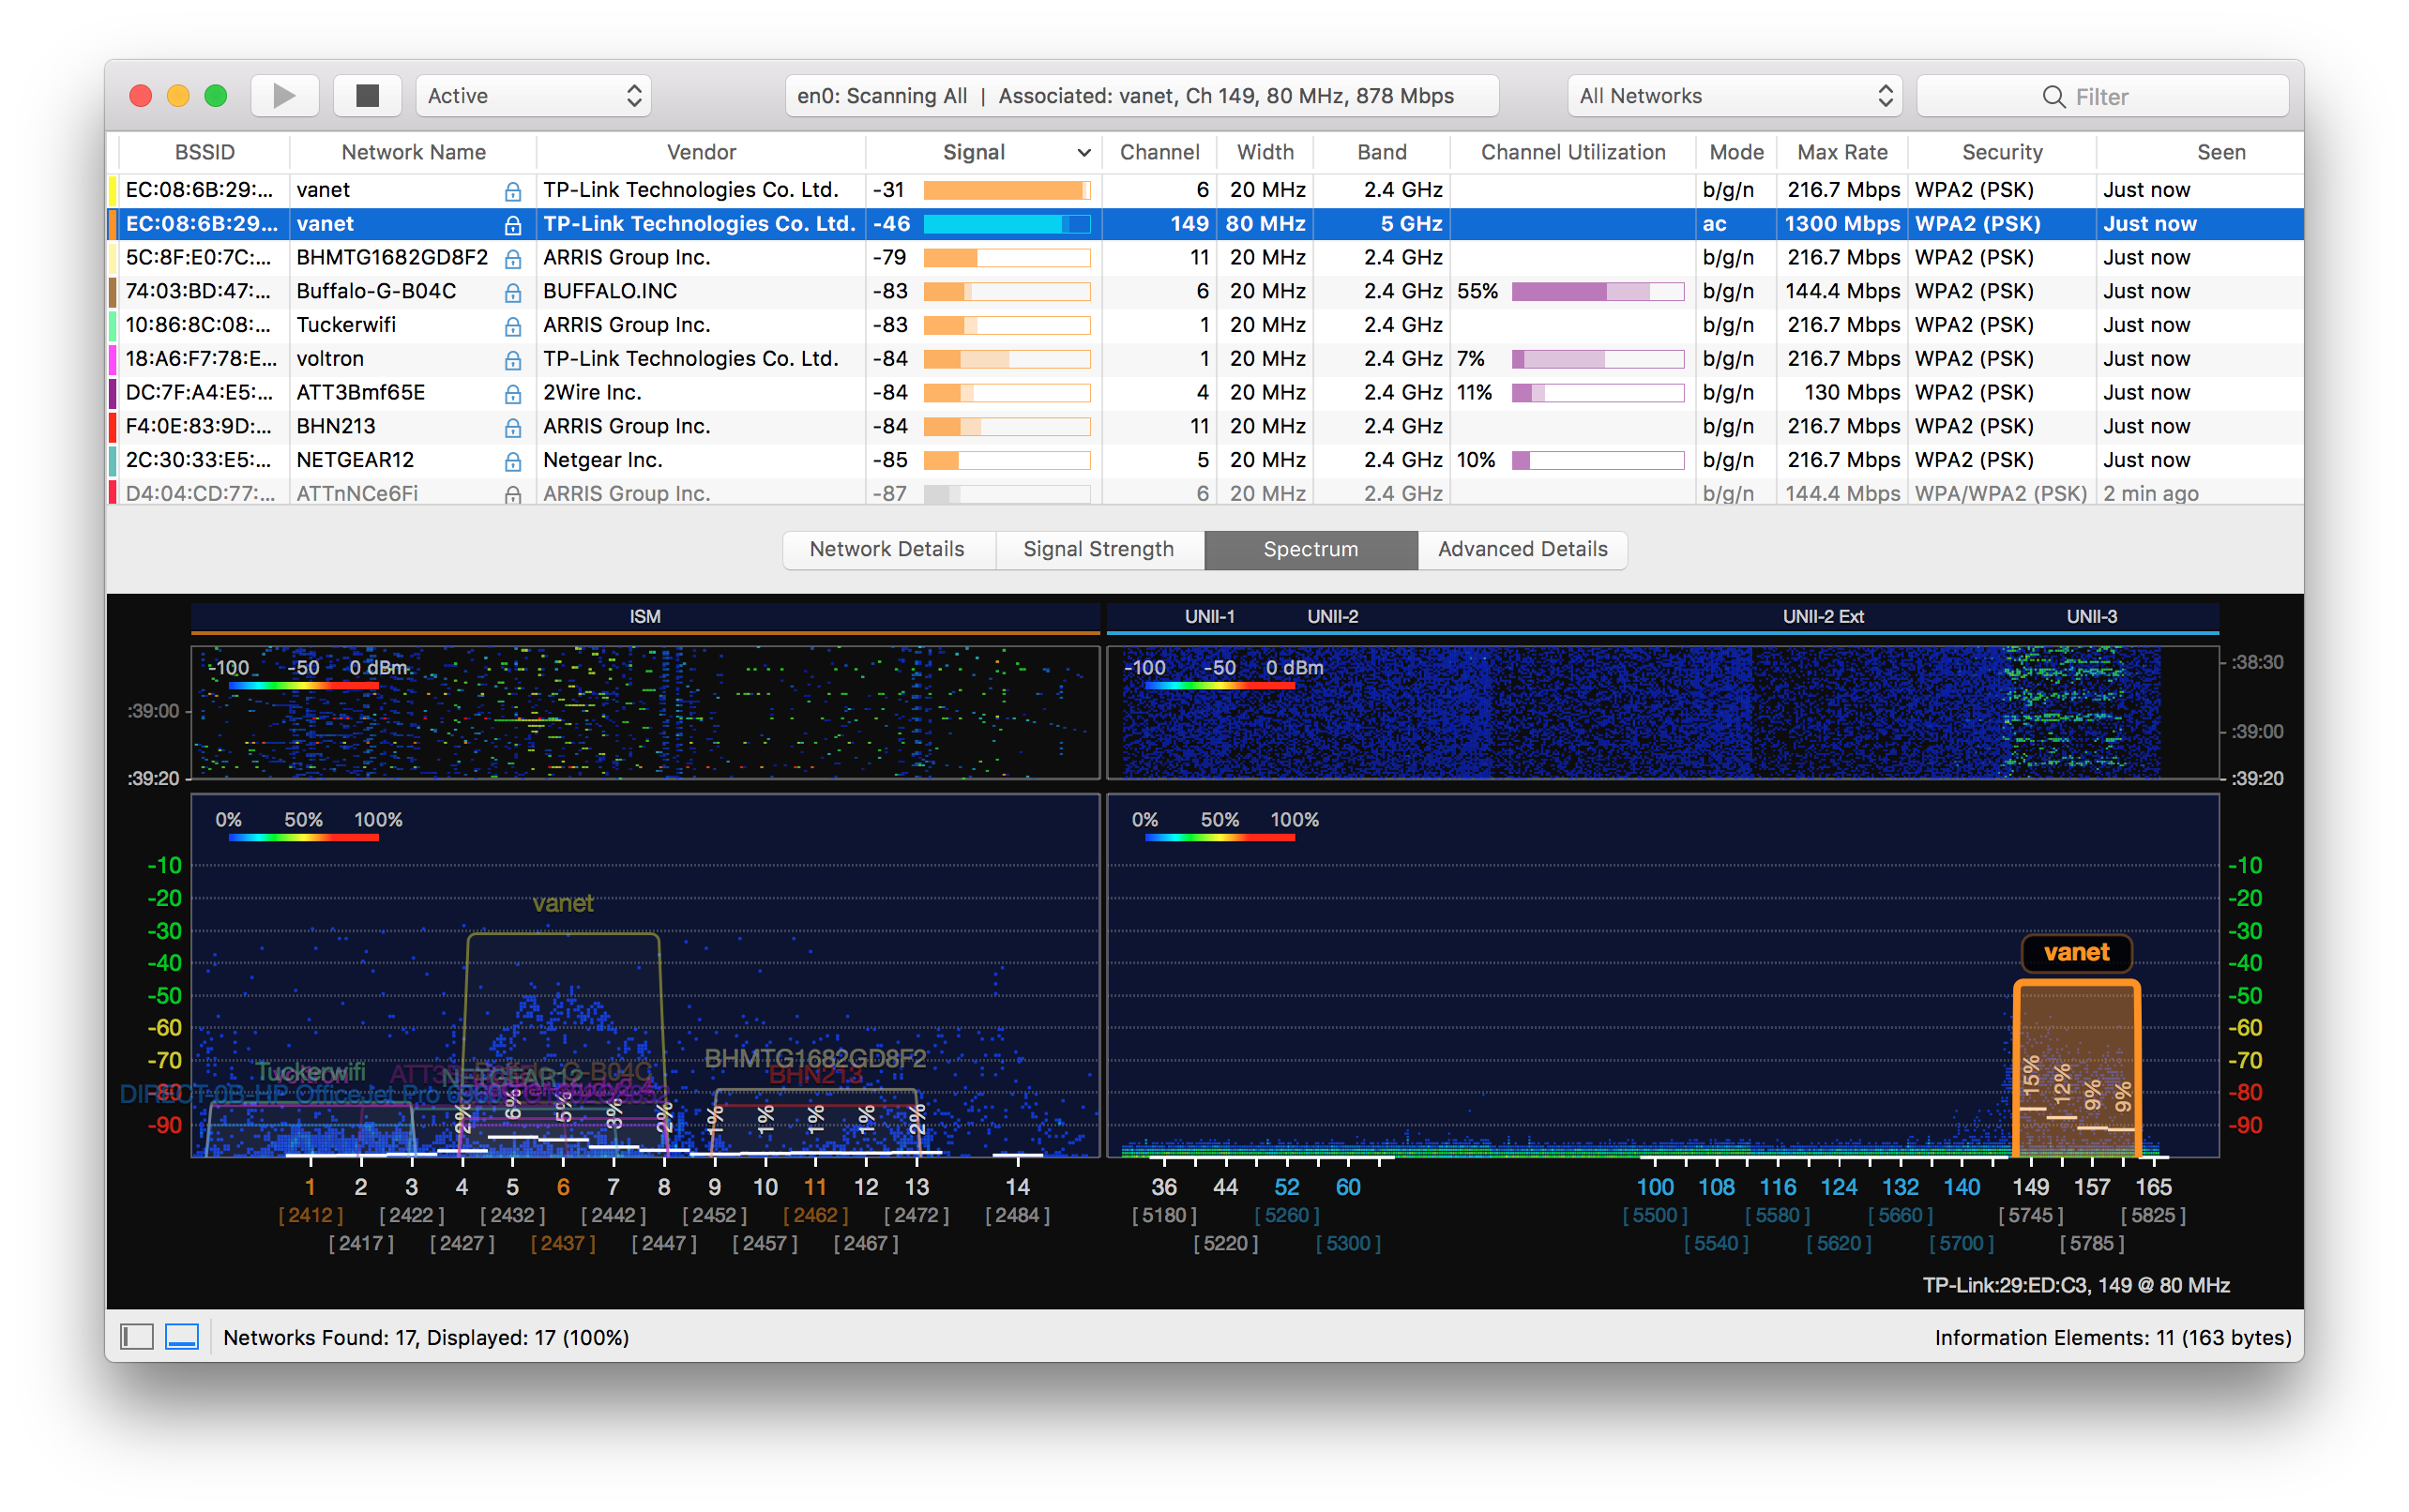 Active
en0: Scanning All | Associated: vanet, Ch 149, 80 MHz, 878 Mbps
All Networks
Filter
BSSID Network Name Vendor Signal Channel Width Band Channel Utilization Mode Max Rate Security Seen
EC:08:6B:29:... vanet TP-Link Technologies Co. Ltd. -31 6 20 MHz 2.4 GHz b/g/n 216.7 Mbps WPA2 (PSK) Just now
EC:08:6B:29... vanet TP-Link Technologies Co. Ltd. -46 149 80 MHz 5 GHz ac 1300 Mbps WPA2 (PSK) Just now
5C:8F:E0:7C:... BHMTG1682GD8F2 ARRIS Group Inc. -79 11 20 MHz 2.4 GHz b/g/n 216.7 Mbps WPA2 (PSK) Just now
74:03:BD:47:... Buffalo-G-B04C BUFFALO.INC -83 6 20 MHz 2.4 GHz 55% b/g/n 144.4 Mbps WPA2 (PSK) Just now
10:86:8C:08:... Tuckerwifi ARRIS Group Inc. -83 1 20 MHz 2.4 GHz b/g/n 216.7 Mbps WPA2 (PSK) Just now
18:A6:F7:78:E... voltron TP-Link Technologies Co. Ltd. -84 1 20 MHz 2.4 GHz 7% b/g/n 216.7 Mbps WPA2 (PSK) Just now
DC:7F:A4:E5:... ATT3Bmf65E 2Wire Inc. -84 4 20 MHz 2.4 GHz 11% b/g/n 130 Mbps WPA2 (PSK) Just now
F4:0E:83:9D:... BHN213 ARRIS Group Inc. -84 11 20 MHz 2.4 GHz b/g/n 216.7 Mbps WPA2 (PSK) Just now
2C:30:33:E5:... NETGEAR12 Netgear Inc. -85 5 20 MHz 2.4 GHz 10% b/g/n 216.7 Mbps WPA2 (PSK) Just now
D4:04:CD:77:... ATTnNCe6Fi ARRIS Group Inc. -87 6 20 MHz 2.4 GHz b/g/n 144.4 Mbps WPA/WPA2 (PSK) 2 min ago
Network Details Signal Strength Spectrum Advanced Details
ISM UNII-1 UNII-2 UNII-2 Ext UNII-3
-100 -50 0 dBm -100 -50 0 dBm :38:30
:39:00 :39:00
:39:20 :39:20
0% 50% 100% 0% 50% 100%
-10 -10
-20 -20
vanet
-30 -30
vanet
-40 -40
-50 -50
-60 -60
BHMTG1682GD8F2
-70 -70
Tuckerwifi BHN213
-80 -80
DIRECT-0B-HP OfficeJet Pro
2% 6% 5% 3% 2% 1% 1% 1% 1% 2% 15% 12% 9% 9%
-90 -90
1 2 3 4 5 6 7 8 9 10 11 12 13 14 36 44 52 60 100 108 116 124 132 140 149 157 165
[ 2412 ] [ 2422 ] [ 2432 ] [ 2442 ] [ 2452 ] [ 2462 ] [ 2472 ] [ 2484 ] [ 5180 ] [ 5260 ] [ 5500 ] [ 5580 ] [ 5660 ] [ 5745 ] [ 5825 ]
[ 2417 ] [ 2427 ] [ 2437 ] [ 2447 ] [ 2457 ] [ 2467 ] [ 5220 ] [ 5300 ] [ 5540 ] [ 5620 ] [ 5700 ] [ 5785 ]
TP-Link:29:ED:C3, 149 @ 80 MHz
Networks Found: 17, Displayed: 17 (100%)
Information Elements: 11 (163 bytes)